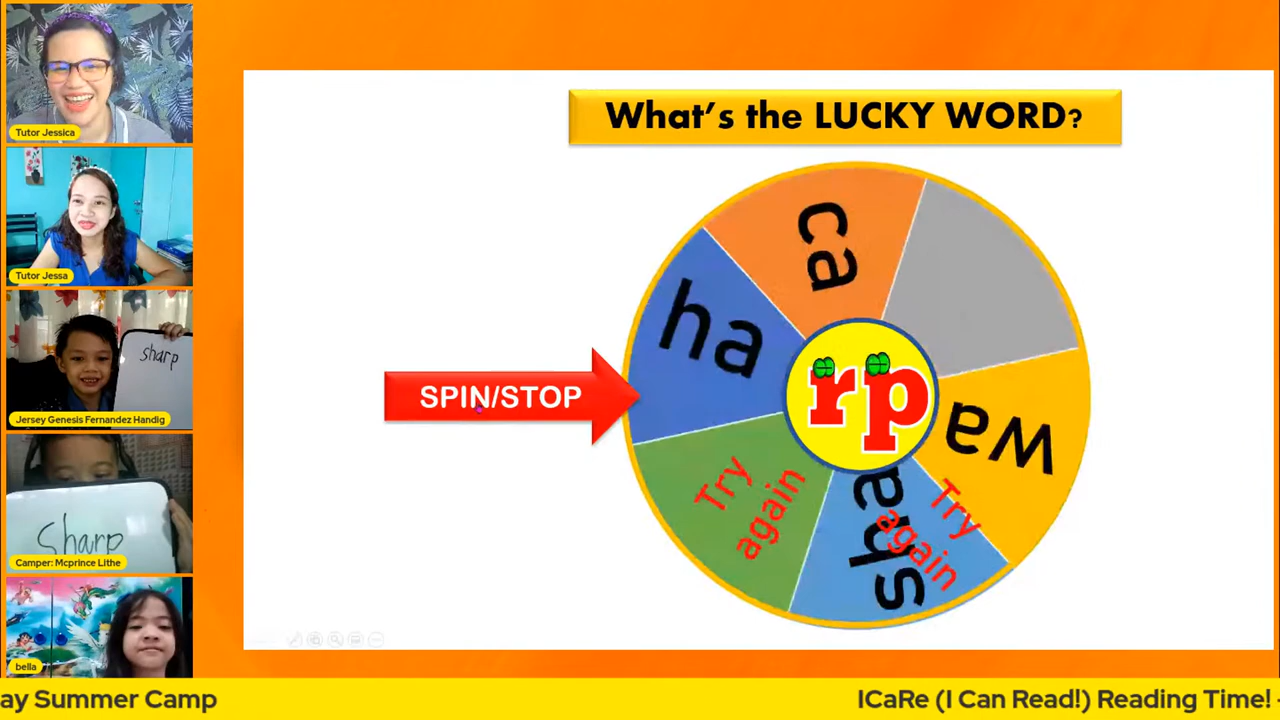 Tutor Jessica
Tutor Jessa
sharp
Jersey Genesis Fernandez Handig
Sharp
Camper: Mcprince Lithe
bella
What's the LUCKY WORD?
ca
ha
rp
SPIN/STOP
wa
Try
again
sha
Try
again
ay Summer Camp
ICaRe (I Can Read!) Reading Time! -